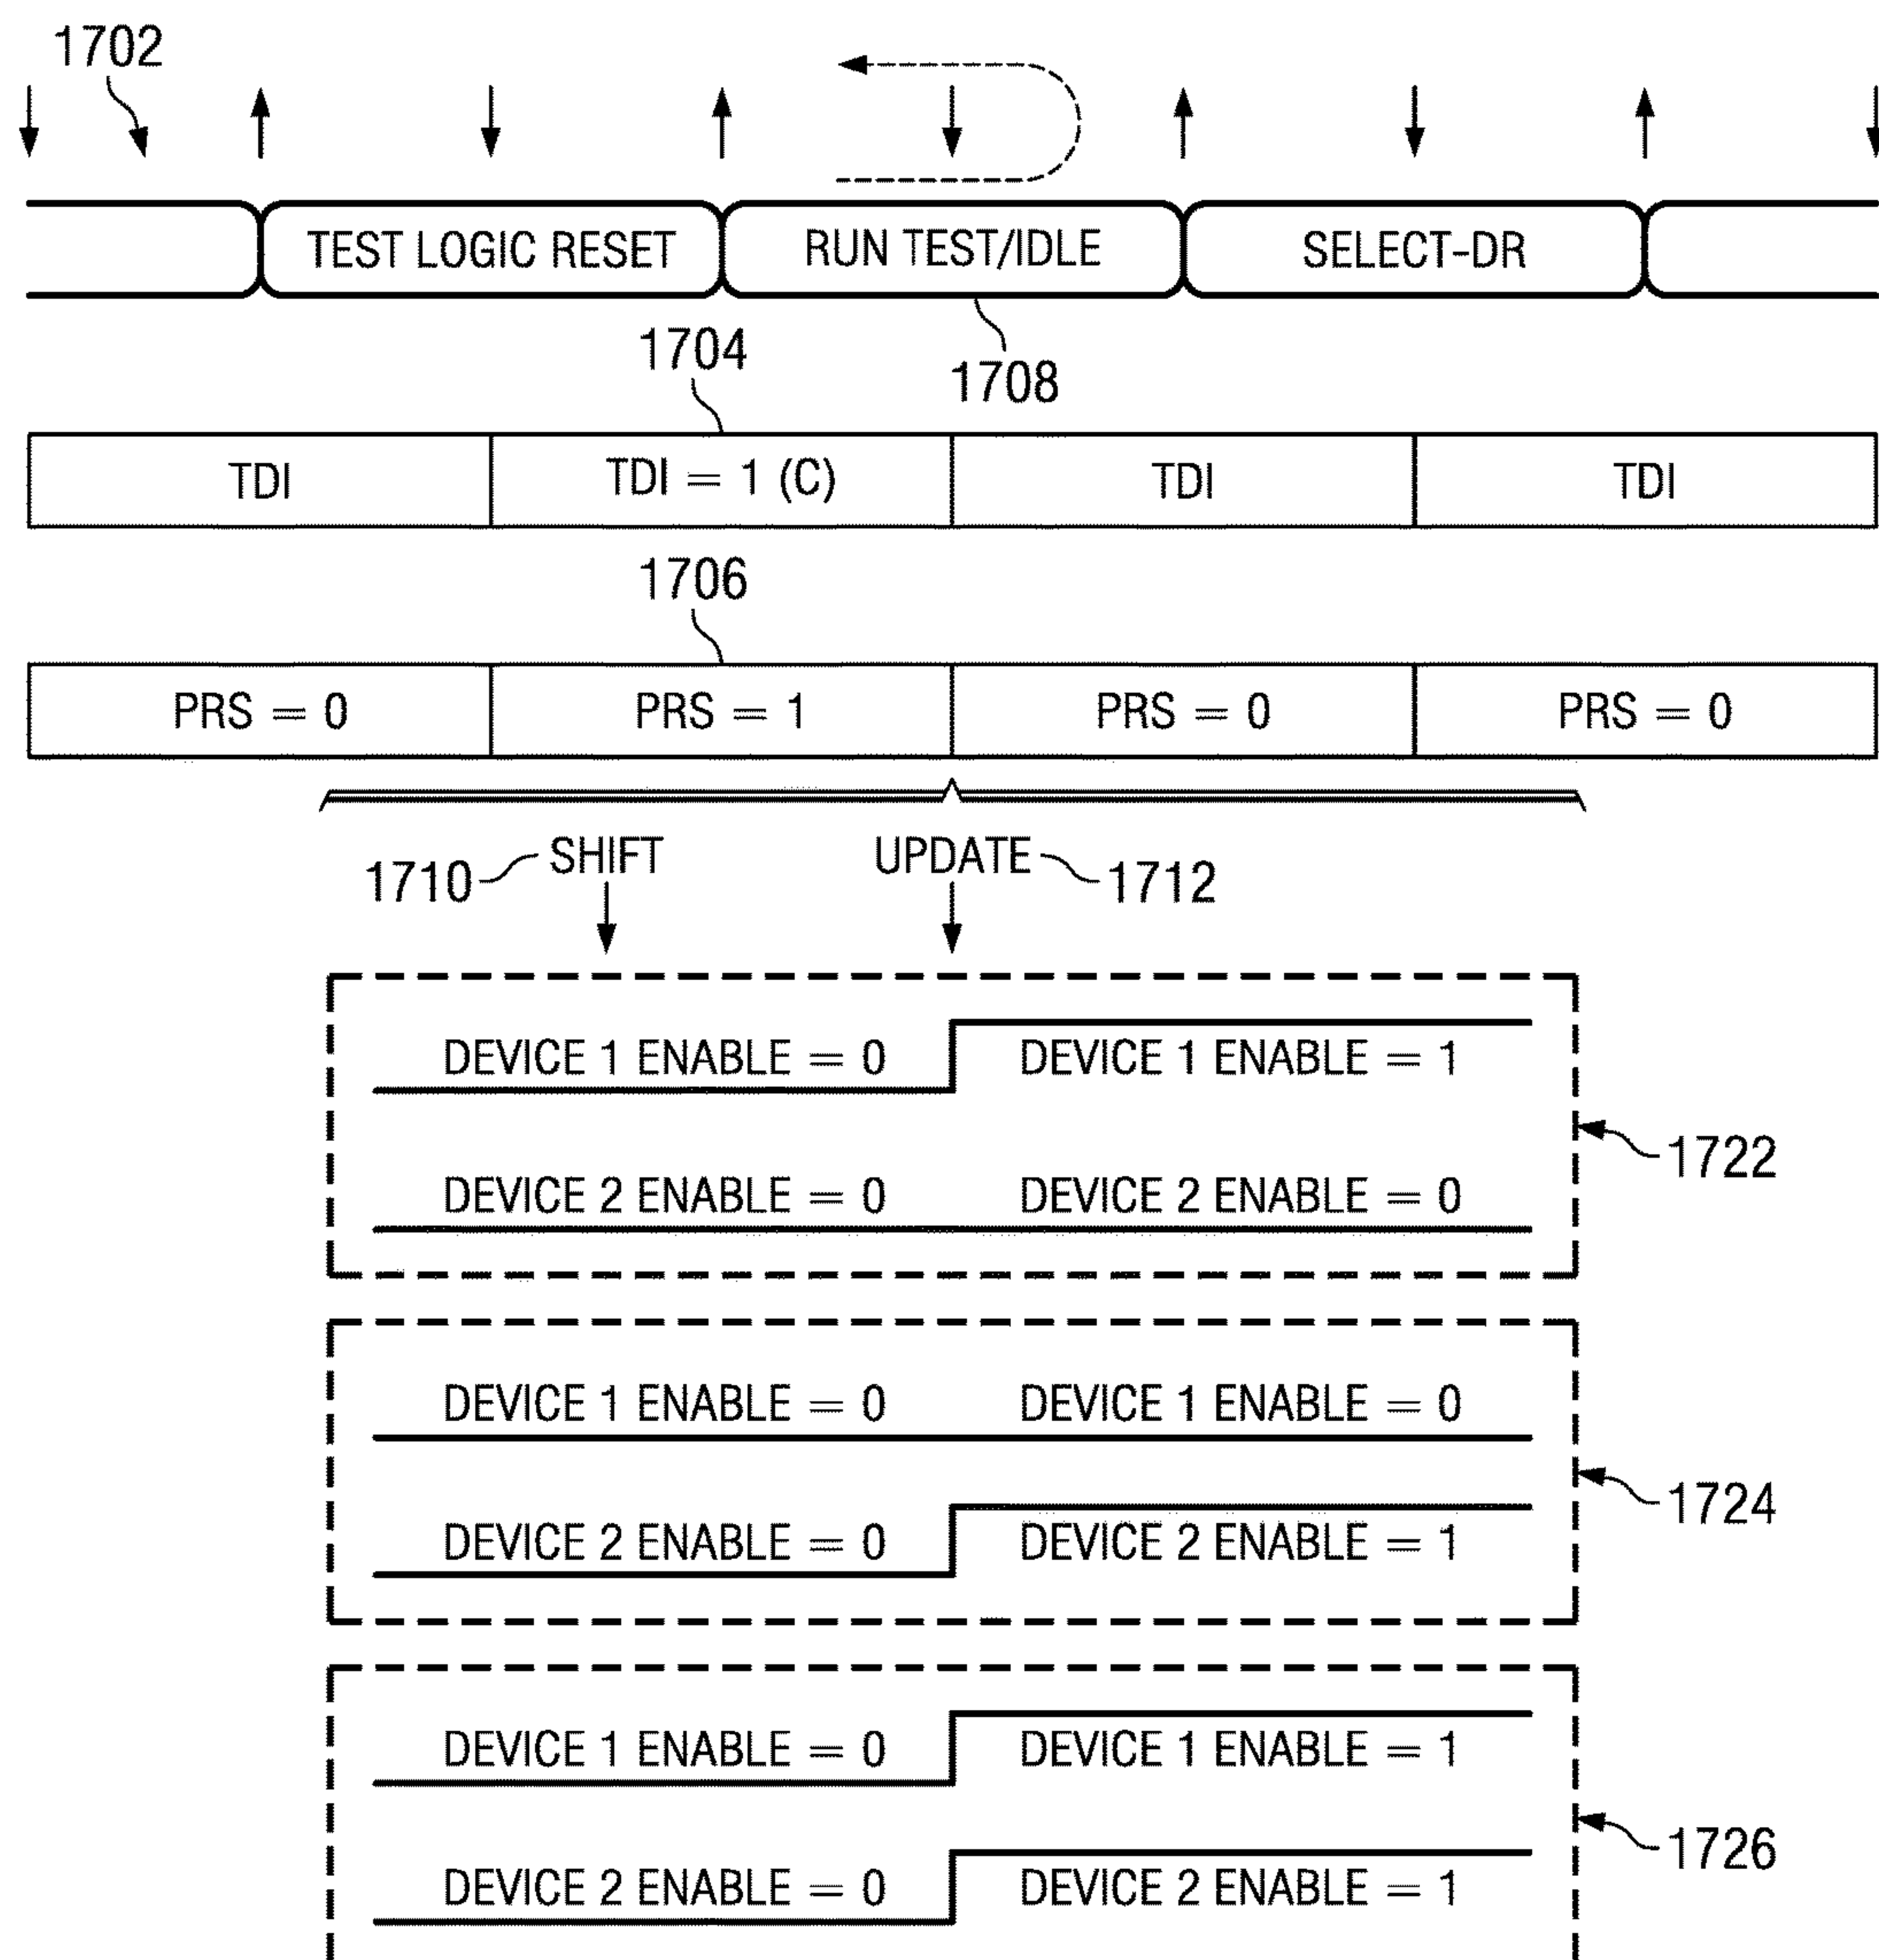 1702
TEST LOGIC RESET RUN TEST/IDLE SELECT-DR
1704
1708
TDI TDI = 1 (C) TDI TDI
1706
PRS = 0 PRS = 1 PRS = 0 PRS = 0
1710 SHIFT UPDATE 1712
DEVICE 1 ENABLE = 0 DEVICE 1 ENABLE = 1
1722
DEVICE 2 ENABLE = 0 DEVICE 2 ENABLE = 0
DEVICE 1 ENABLE = 0 DEVICE 1 ENABLE = 0
1724
DEVICE 2 ENABLE = 0 DEVICE 2 ENABLE = 1
DEVICE 1 ENABLE = 0 DEVICE 1 ENABLE = 1
1726
DEVICE 2 ENABLE = 0 DEVICE 2 ENABLE = 1